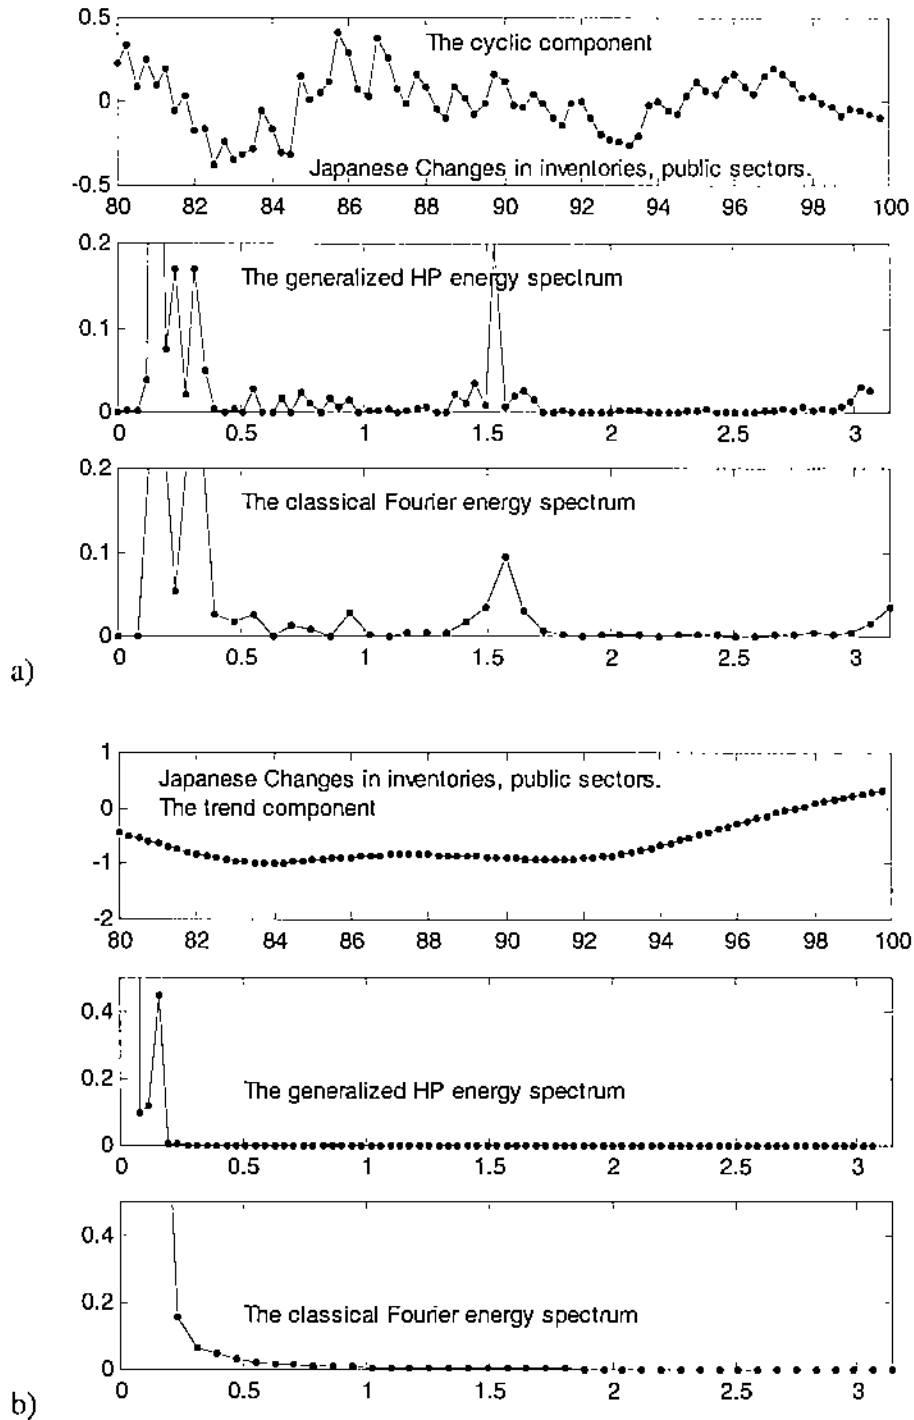 0.5
The cyclic component
0
Japanese Changes in inventories, public sectors.
-0.5
80 82 84 86 88 90 92 94 96 98 100
0.2
The generalized HP energy spectrum
0.1
0
0 0.5 1 1.5 2 2.5 3
0.2
The classical Fourier energy spectrum
0.1
0
0 0.5 1 1.5 2 2.5 3
a)
1
Japanese Changes in inventories, public sectors.
0
The trend component
-1
-2
80 82 84 86 88 90 92 94 96 98 100
0.4
0.2
The generalized HP energy spectrum
0
0 0.5 1 1.5 2 2.5 3
0.4
0.2
The classical Fourier energy spectrum
0
0 0.5 1 1.5 2 2.5 3
b)